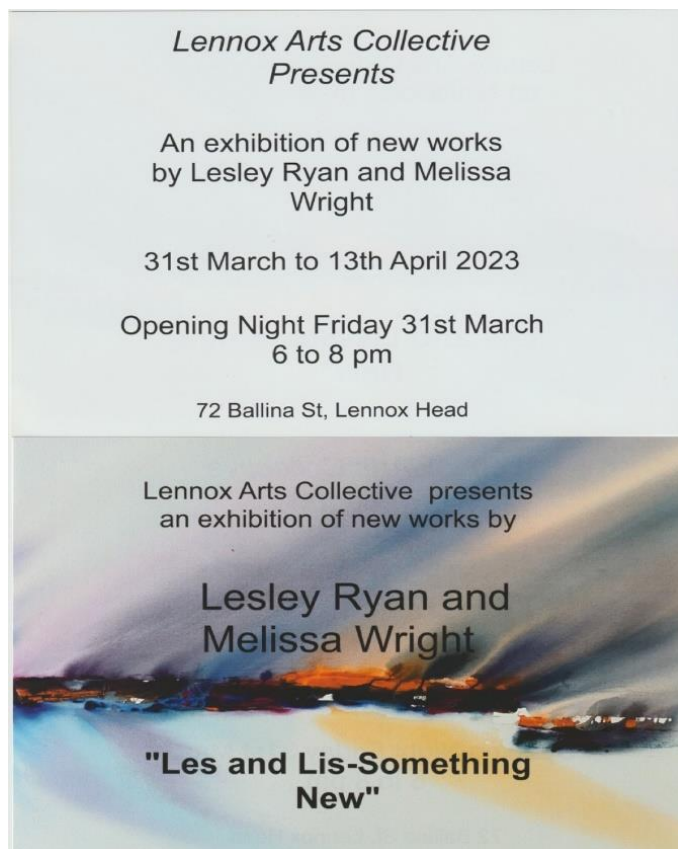 Lennox Arts Collective
Presents
An exhibition of new works
by Lesley Ryan and Melissa
Wright
31st March to 13th April 2023
Opening Night Friday 31st March
6 to 8 pm
72 Ballina St, Lennox Head
Lennox Arts Collective presents
an exhibition of new works by
Lesley Ryan and
Melissa Wright
"Les and Lis-Something
New"